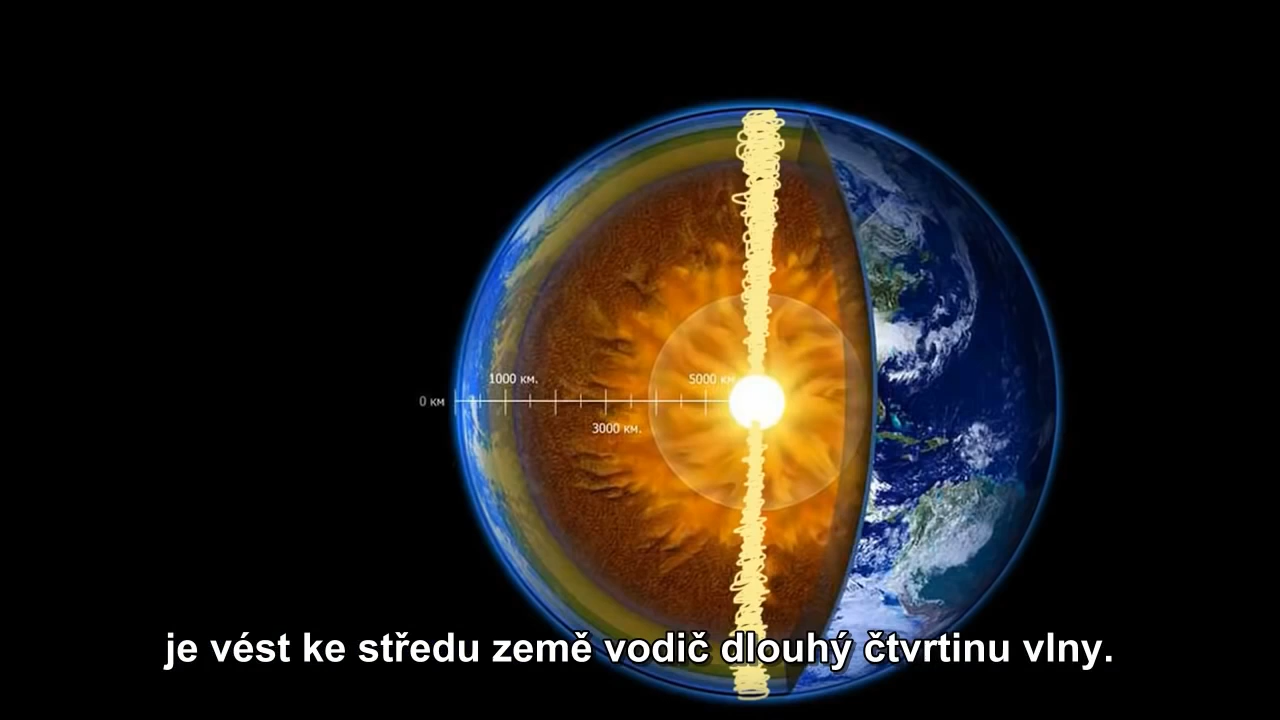 1000 км.
5000 км
0 км
3000 км.
je vést ke středu země vodič dlouhý čtvrtinu vlny.